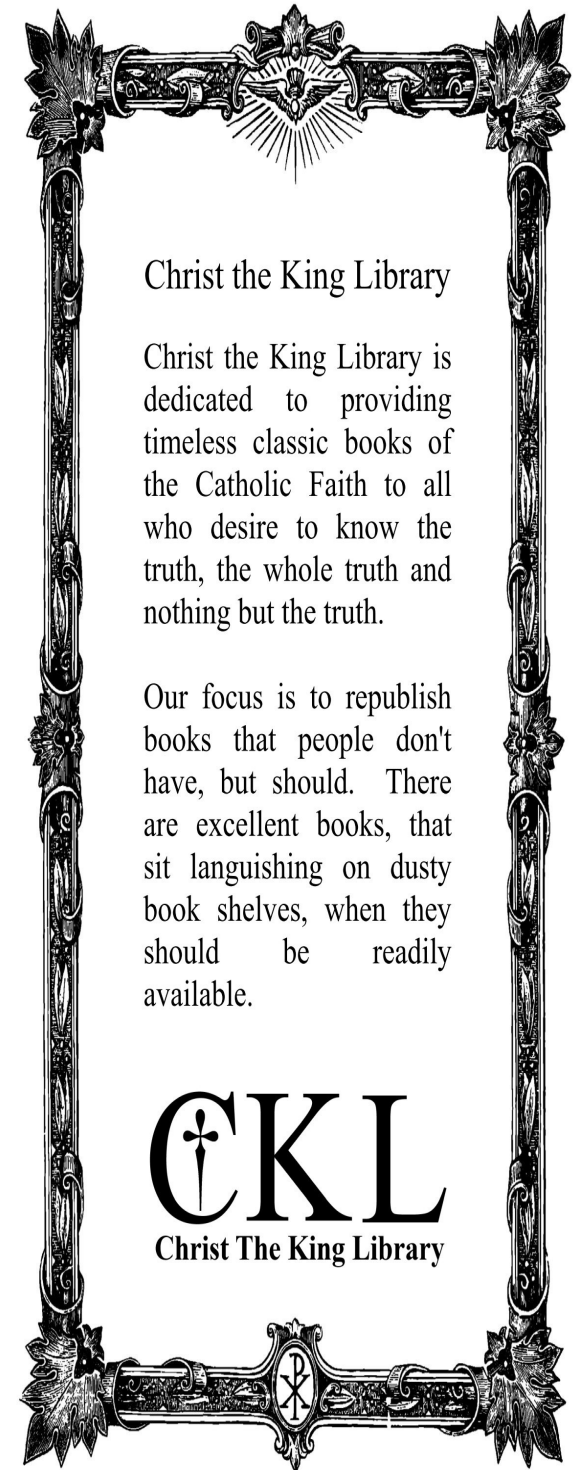 Christ the King Library
Christ the King Library is
dedicated to providing
timeless classic books of
the Catholic Faith to all
who desire to know the
truth, the whole truth and
nothing but the truth.
Our focus is to republish
books that people don't
have, but should.  There
are excellent books, that
sit languishing on dusty
book shelves, when they
should be readily
available.
CKL
Christ The King Library